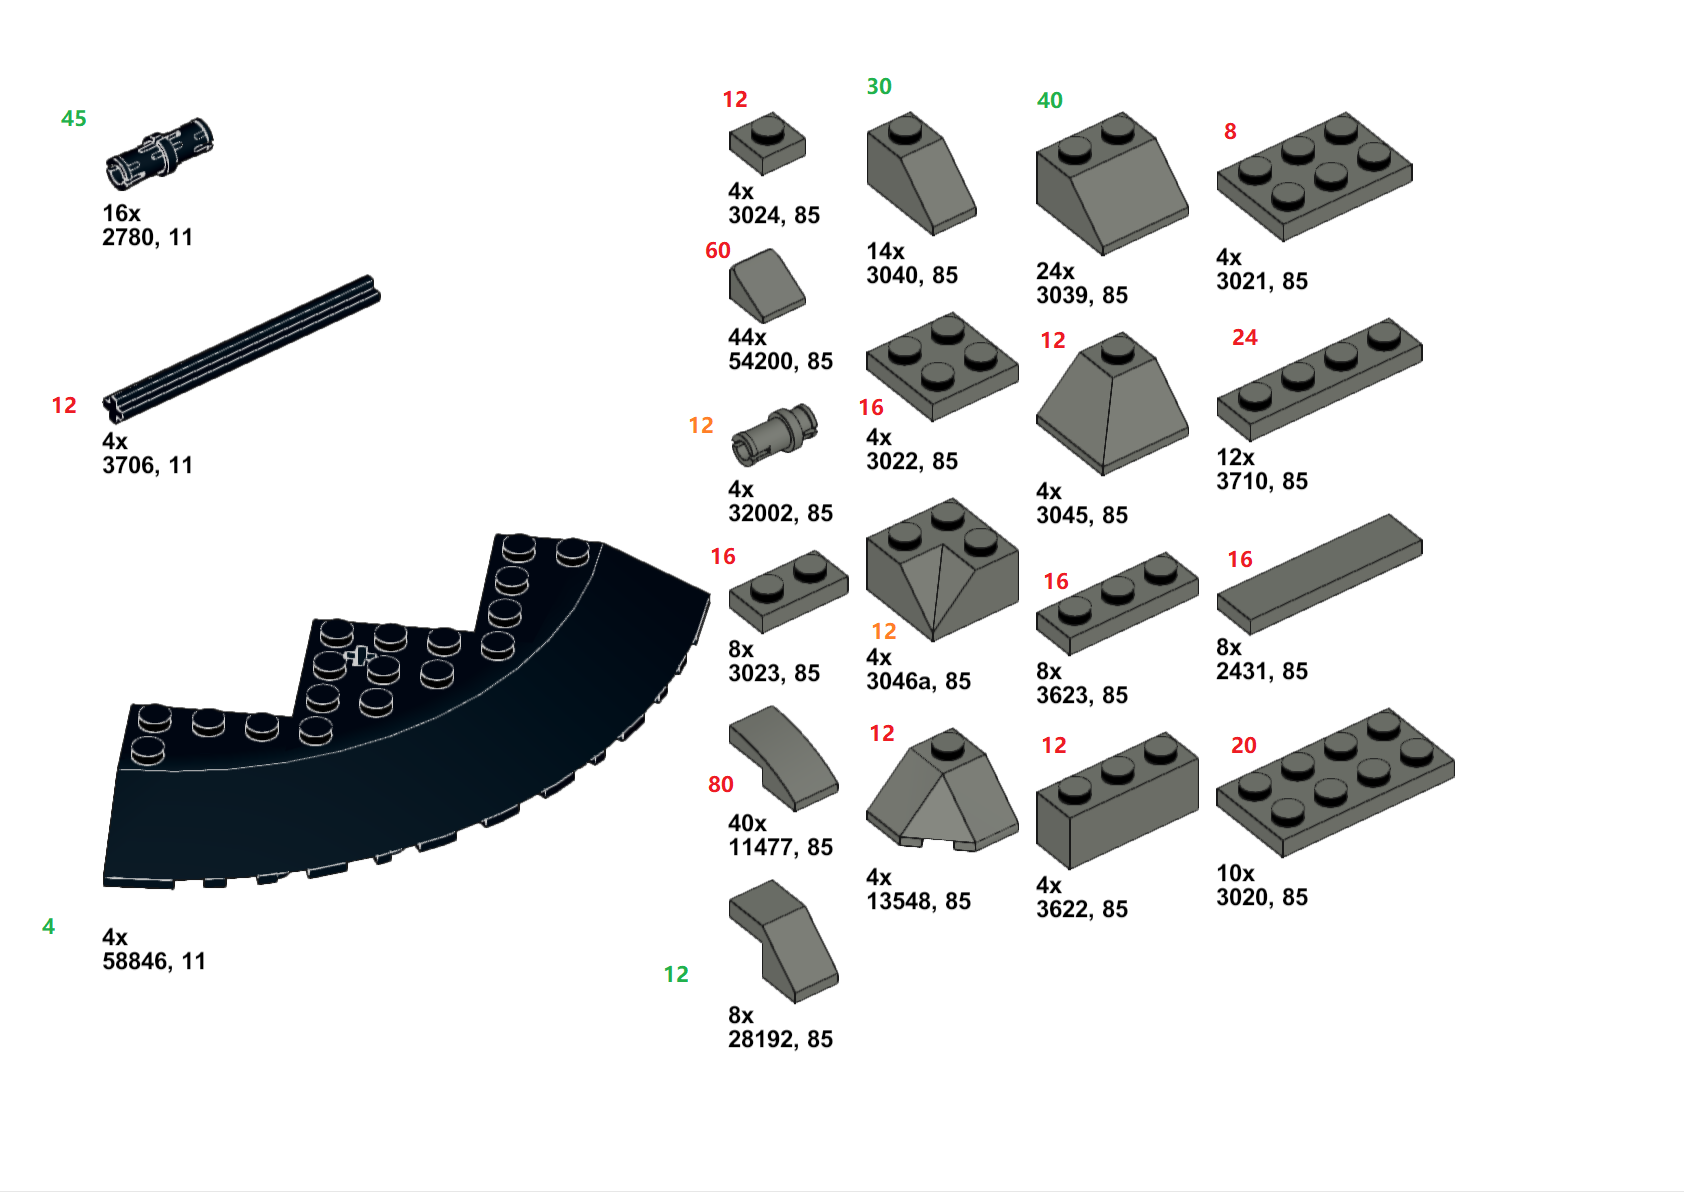 45
16x
2780, 11
12
4x
3706, 11
4
4x
58846, 11
12
4x
3024, 85
60
44x
54200, 85
12
4x
32002, 85
16
8x
3023, 85
80
40x
11477, 85
12
8x
28192, 85
30
14x
3040, 85
16
4x
3022, 85
12
4x
3046a, 85
12
4x
13548, 85
40
24x
3039, 85
12
4x
3045, 85
16
8x
3623, 85
12
4x
3622, 85
8
4x
3021, 85
24
12x
3710, 85
16
8x
2431, 85
20
10x
3020, 85